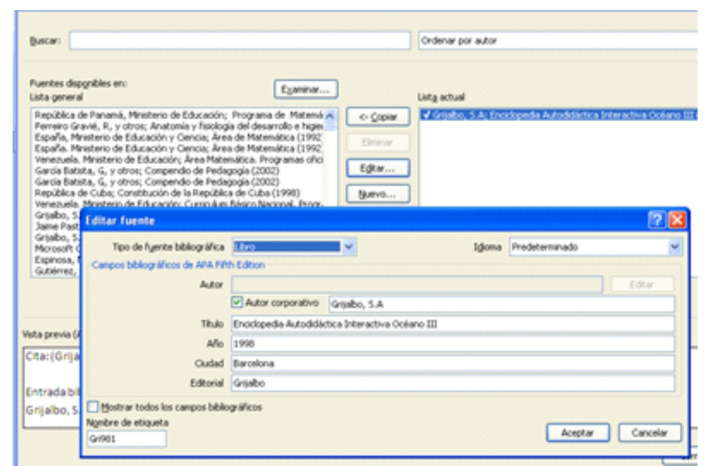 Buscar:
Ordenar por autor
Fuentes disponibles en:
Lista general
Examinar...
Lista actual
República de Panamá, Ministerio de Educación; Programa de Matemá
Ferreiro Gravié, R, y otros; Anatomía y fisiología del desarrollo e higien
España, Ministerio de Educación y Ciencia; Área de Matemática (1992
España, Ministerio de Educación y Ciencia; Área de Matemática (1992)
Venezuela. Ministerio de Educación; Área Matemática. Programas ofici
García Batista, G, y otros; Compendio de Pedagogía (2002)
García Batista, G, y otros; Compendio de Pedagogía (2002)
República de Cuba; Constitución de la República de Cuba (1998)
Venezuela. Ministerio de Educación; Curriculum Básico Nacional. Progr
Grijalbo, S.
Jaime Past
Grijalbo, S.
Microsoft C
Espinosa, M
Gutiérrez,
<- Copiar
Eliminar
Editar...
Nuevo...
Grijalbo, S.A; Enciclopedia Autodidáctica Interactiva Océano III
Editar fuente
Tipo de fuente bibliográfica
Libro
Idioma
Predeterminado
Campos bibliográficos de APA Fifth Edition
Autor
Editar
Autor corporativo
Grijalbo, S.A
Título
Enciclopedia Autodidáctica Interactiva Océano III
Año
1998
Ciudad
Barcelona
Editorial
Grijalbo
Mostrar todos los campos bibliográficos
Nombre de etiqueta
Gri981
Aceptar
Cancelar
Vista previa (A
Cita: (Grija
Entrada bib
Grijalbo, S.